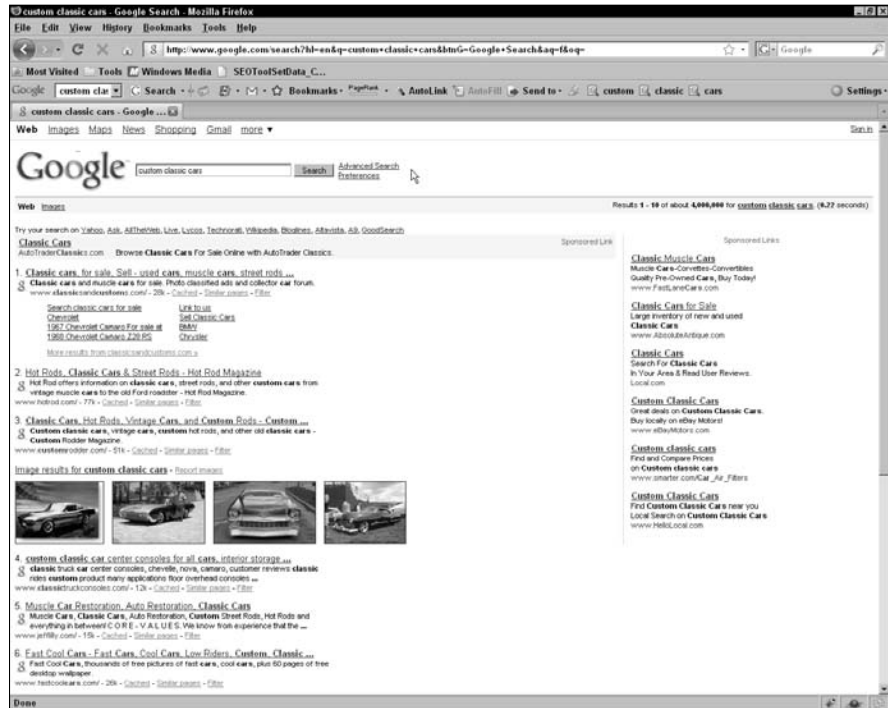 custom classic cars - Google Search - Mozilla Firefox
File Edit View History Bookmarks Tools Help
http://www.google.com/search?hl=en&q=custom+classic+cars&btnG=Google+Search&aq=f&oq=
Google
Most Visited Tools Windows Media SEOToolSetData_C...
Google custom clas Search Bookmarks PageRank AutoLink AutoFill Send to custom classic cars Settings
custom classic cars - Google ...
Web Images Maps News Shopping Gmail more ▼
Sign in
Google custom classic cars Search Advanced Search
Preferences
Web Images
Results 1 - 10 of about 4,000,000 for custom classic cars. (0.22 seconds)
Try your search on Yahoo, Ask, AllTheWeb, Live, Lycos, Technorati, Wikipedia, Bloglines, Altavista, A9, GoodSearch
Classic Cars
Sponsored Link
AutoTraderClassics.com Browse Classic Cars For Sale Online with AutoTrader Classics.
1. Classic cars, for sale, Sell - used cars, muscle cars, street rods ...
Classic cars and muscle cars for sale. Photo classified ads and collector car forum.
www.classicsandcustoms.com/ - 28k - Cached - Similar pages - Filter
Search classic cars for sale Link to us
Chevrolet Sell Classic Cars
1967 Chevrolet Camaro For sale at BMW
1968 Chevrolet Camaro Z28 RS Chrysler
More results from classicsandcustoms.com »
2. Hot Rods, Classic Cars & Street Rods - Hot Rod Magazine
Hot Rod offers information on classic cars, street rods, and other custom cars from
vintage muscle cars to the old Ford roadster - Hot Rod Magazine.
www.hotrod.com/ - 77k - Cached - Similar pages - Filter
3. Classic Cars, Hot Rods, Vintage Cars, and Custom Rods - Custom ...
Custom classic cars, vintage cars, custom hot rods, and other old classic cars -
Custom Rodder Magazine.
www.customrodder.com/ - 51k - Cached - Similar pages - Filter
Image results for custom classic cars - Report images
4. custom classic car center consoles for all cars, interior storage ...
classic truck car center consoles, chevelle, nova, camaro, customer reviews classic
rides custom product many applications floor overhead consoles ...
www.classictruckconsoles.com/ - 12k - Cached - Similar pages - Filter
5. Muscle Car Restoration, Auto Restoration, Classic Cars
Muscle Cars, Classic Cars, Auto Restoration, Custom Street Rods, Hot Rods and
everything in between! C O R E - V A L U E S. We know from experience that the ...
www.jeffily.com/ - 15k - Cached - Similar pages - Filter
6. Fast Cool Cars - Fast Cars, Cool Cars, Low Riders, Custom, Classic ...
Fast Cool Cars, thousands of free pictures of fast cars, cool cars, plus 60 pages of free
desktop wallpaper.
www.fastcoolcars.com/ - 26k - Cached - Similar pages - Filter
Sponsored Links
Classic Muscle Cars
Muscle Cars-Corvettes-Convertibles
Quality Pre-Owned Cars, Buy Today!
www.FastLaneCars.com
Classic Cars for Sale
Large inventory of new and used
Classic Cars
www.AbsoluteAntique.com
Classic Cars
Search For Classic Cars
In Your Area & Read User Reviews.
Local.com
Custom Classic Cars
Great deals on Custom Classic Cars.
Buy locally on eBay Motors!
www.eBayMotors.com
Custom classic cars
Find and Compare Prices
on Custom classic cars
www.smarter.com/Car_Air_Filters
Custom Classic Cars
Find Custom Classic Cars near you
Local Search on Custom Classic Cars
www.HelloLocal.com
Done